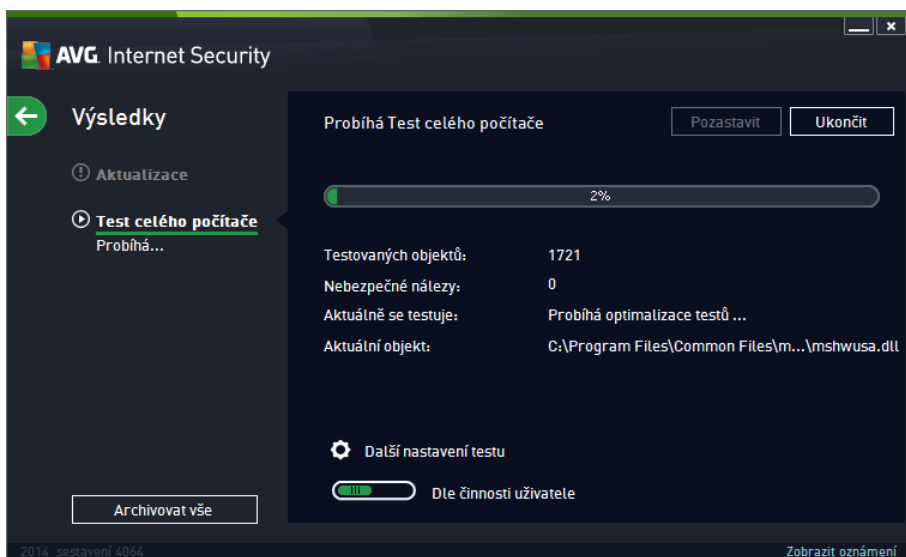 AVG. Internet Security
Výsledky
Aktualizace
Test celého počítače
Probíhá...
Archivovat vše
Probíhá Test celého počítače
Pozastavit
Ukončit
2%
Testovaných objektů: 1721
Nebezpečné nálezy: 0
Aktuálně se testuje: Probíhá optimalizace testů ...
Aktuální objekt: C:\Program Files\Common Files\m...\mshwusa.dll
Další nastavení testu
Dle činnosti uživatele
2014 sestavení 4064
Zobrazit oznámení